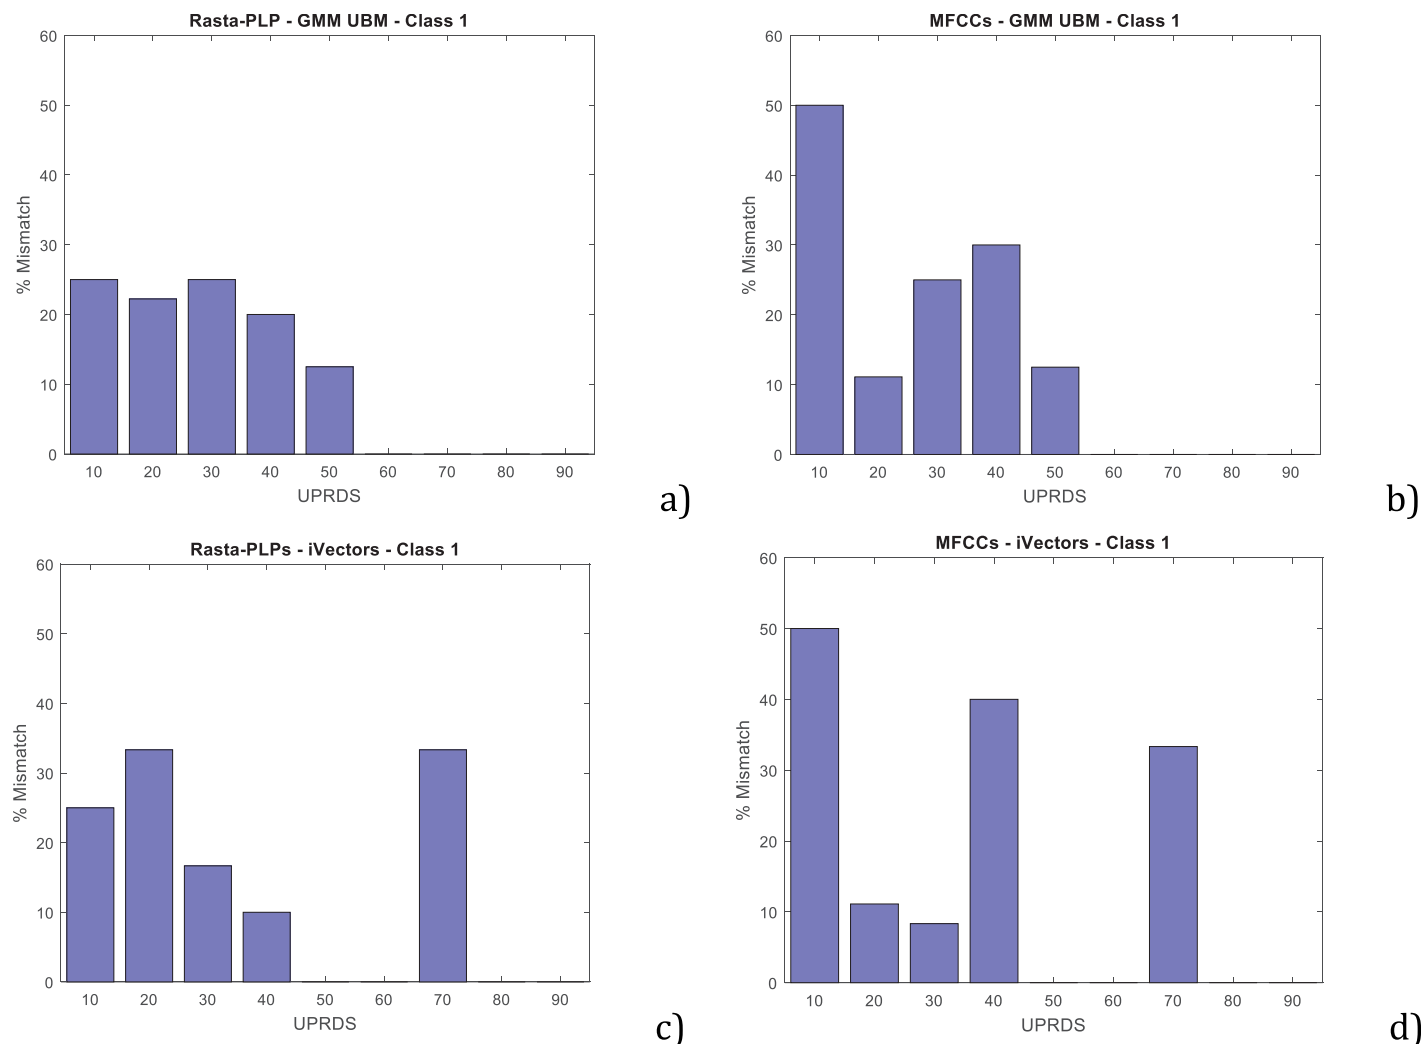 Rasta-PLP - GMM UBM - Class 1
60
50
40
30
20
10
0
% Mismatch
10 20 30 40 50 60 70 80 90
UPRDS
a)
MFCCs - GMM UBM - Class 1
60
50
40
30
20
10
0
% Mismatch
10 20 30 40 50 60 70 80 90
UPRDS
b)
Rasta-PLPs - iVectors - Class 1
60
50
40
30
20
10
0
% Mismatch
10 20 30 40 50 60 70 80 90
UPRDS
c)
MFCCs - iVectors - Class 1
60
50
40
30
20
10
0
% Mismatch
10 20 30 40 50 60 70 80 90
UPRDS
d)